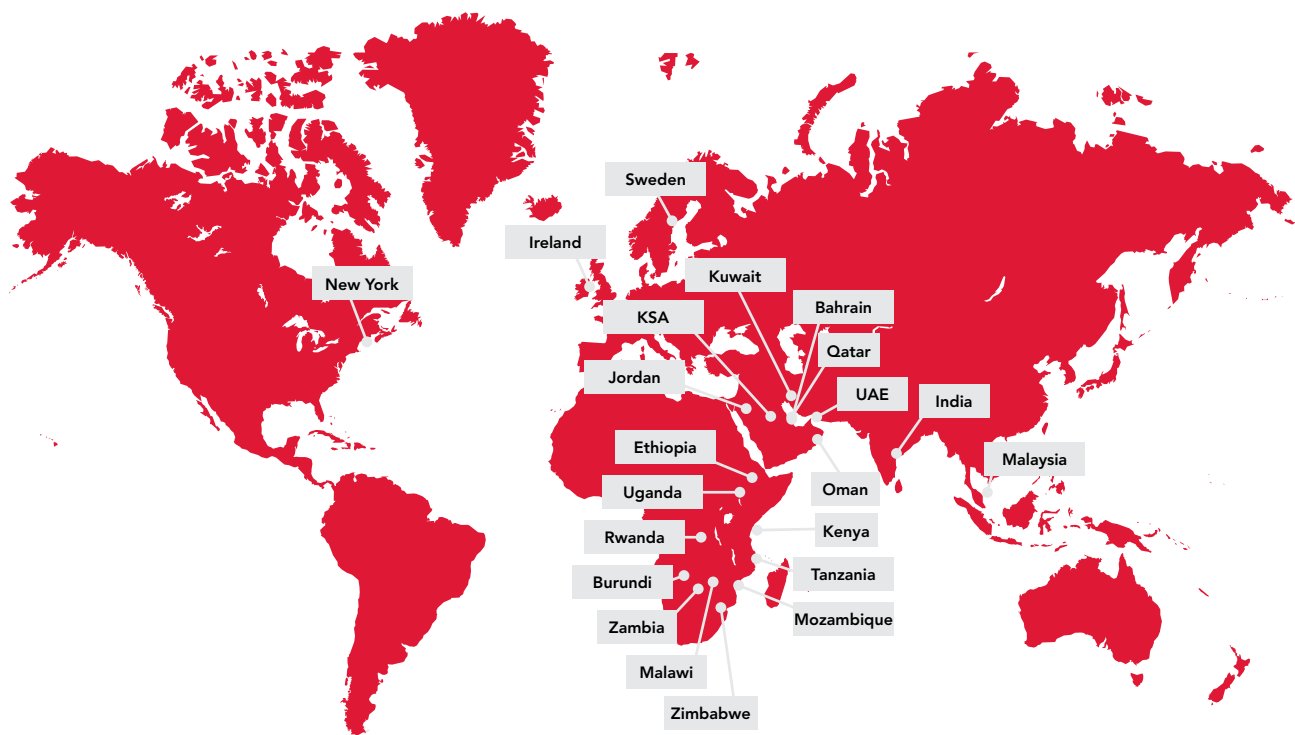 Sweden
Ireland
Kuwait
New York
Bahrain
KSA
Qatar
Jordan
UAE
India
Ethiopia
Malaysia
Uganda
Oman
Kenya
Rwanda
Tanzania
Burundi
Mozambique
Zambia
Malawi
Zimbabwe